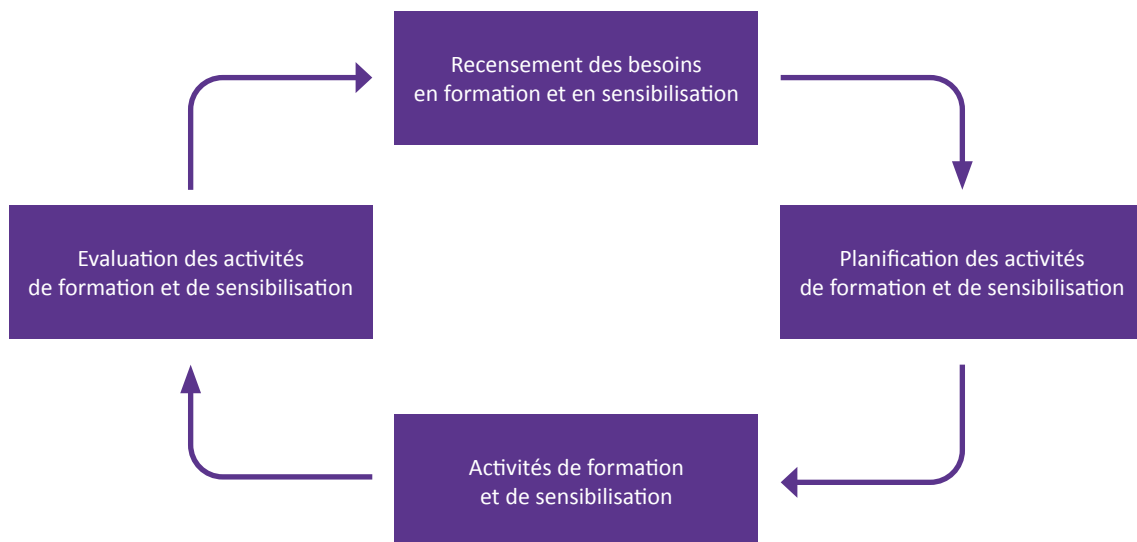 Recensement des besoins
en formation et en sensibilisation
Evaluation des activités
de formation et de sensibilisation
Planification des activités
de formation et de sensibilisation
Activités de formation
et de sensibilisation